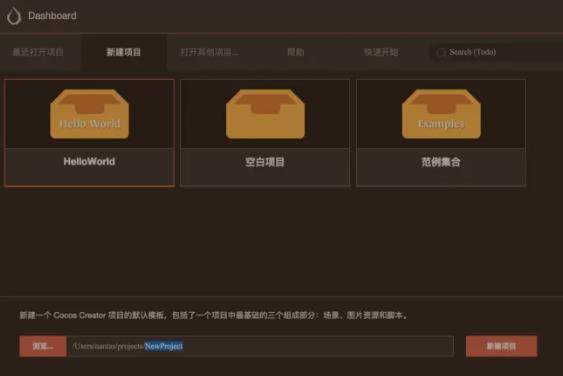 Dashboard
最近打开项目 新建项目 打开其他项目... 帮助 快速开始 Search (Todo)
Hello World Examples
HelloWorld 空白项目 范例集合
新建一个 Cocos Creator 项目的默认模板，包括了一个项目中最基础的三个组成部分：场景、图片资源和脚本。
浏览... /Users/nantas/projects/NewProject 新建项目